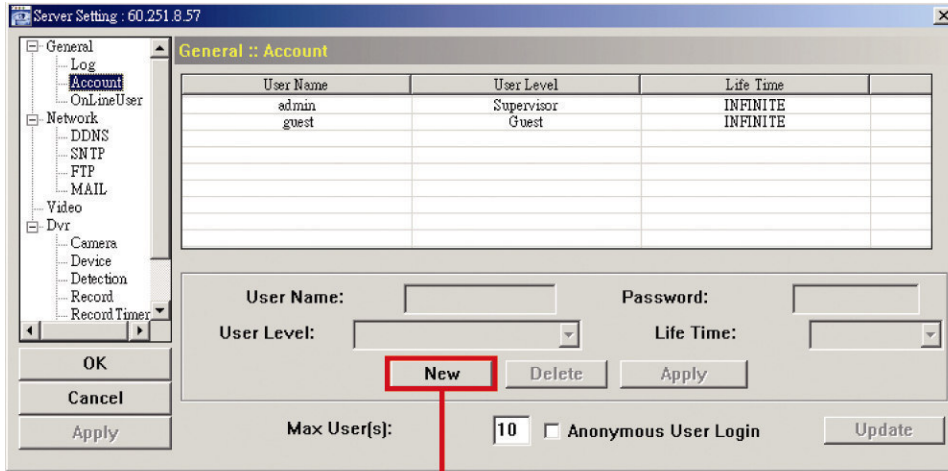 Server Setting : 60.251.8.57
General
Log
Account
OnLineUser
Network
DDNS
SNTP
FTP
MAIL
Video
Dvr
Camera
Device
Detection
Record
RecordTimer
OK
Cancel
Apply
General :: Account
User Name User Level Life Time
admin Supervisor INFINITE
guest Guest INFINITE
User Name: Password:
User Level: Life Time:
New Delete Apply
Max User(s): 10 Anonymous User Login Update